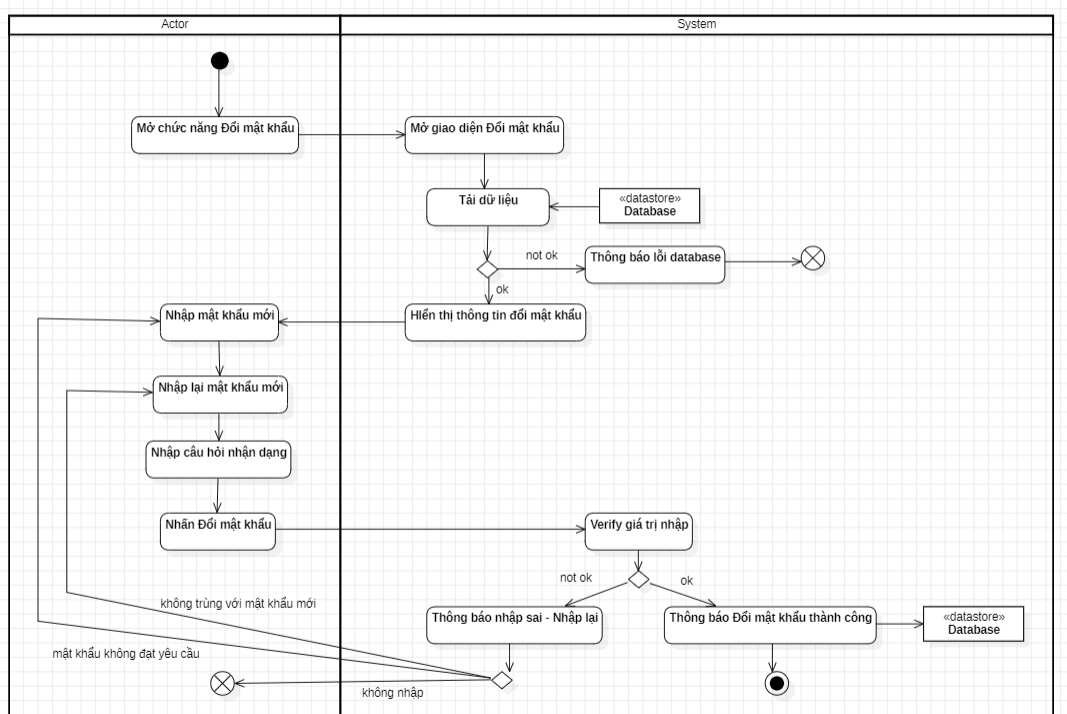 Actor
System
Mở chức năng Đổi mật khẩu
Mở giao diện Đổi mật khẩu
Tải dữ liệu
«datastore»
Database
not ok
Thông báo lỗi database
ok
HIển thị thông tin đổi mật khẩu
Nhập mật khẩu mới
Nhập lại mật khẩu mới
Nhập câu hỏi nhận dạng
Nhấn Đổi mật khẩu
Verify giá trị nhập
not ok
ok
không trùng với mật khẩu mới
Thông báo nhập sai - Nhập lại
Thông báo Đổi mật khẩu thành công
«datastore»
Database
mật khẩu không đạt yêu cầu
không nhập